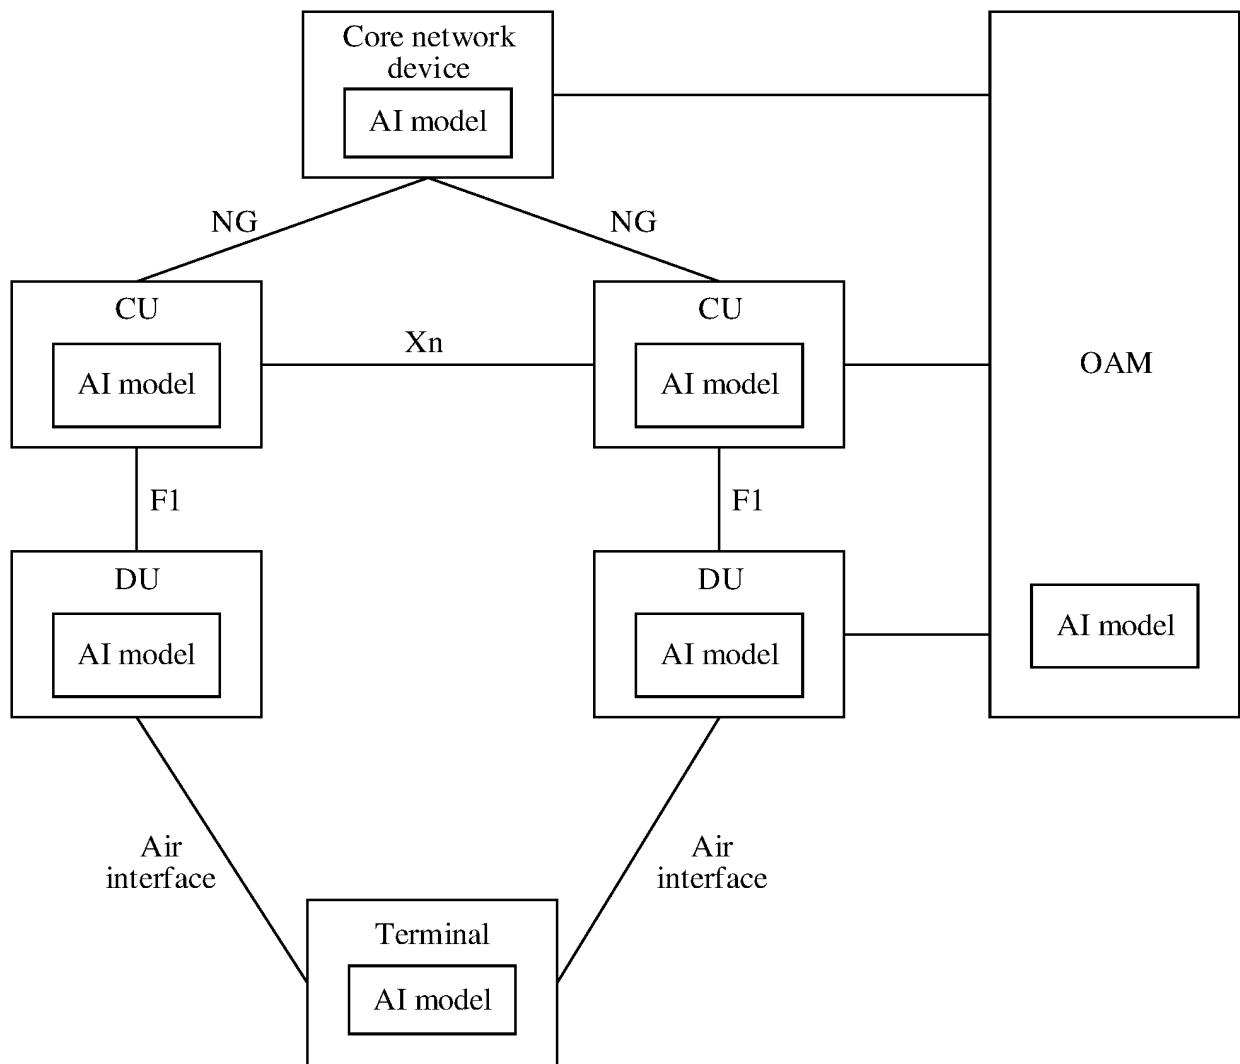 Core network
device
AI model
NG
NG
CU
AI model
Xn
CU
AI model
OAM
F1
F1
DU
AI model
DU
AI model
AI model
Air
interface
Air
interface
Terminal
AI model